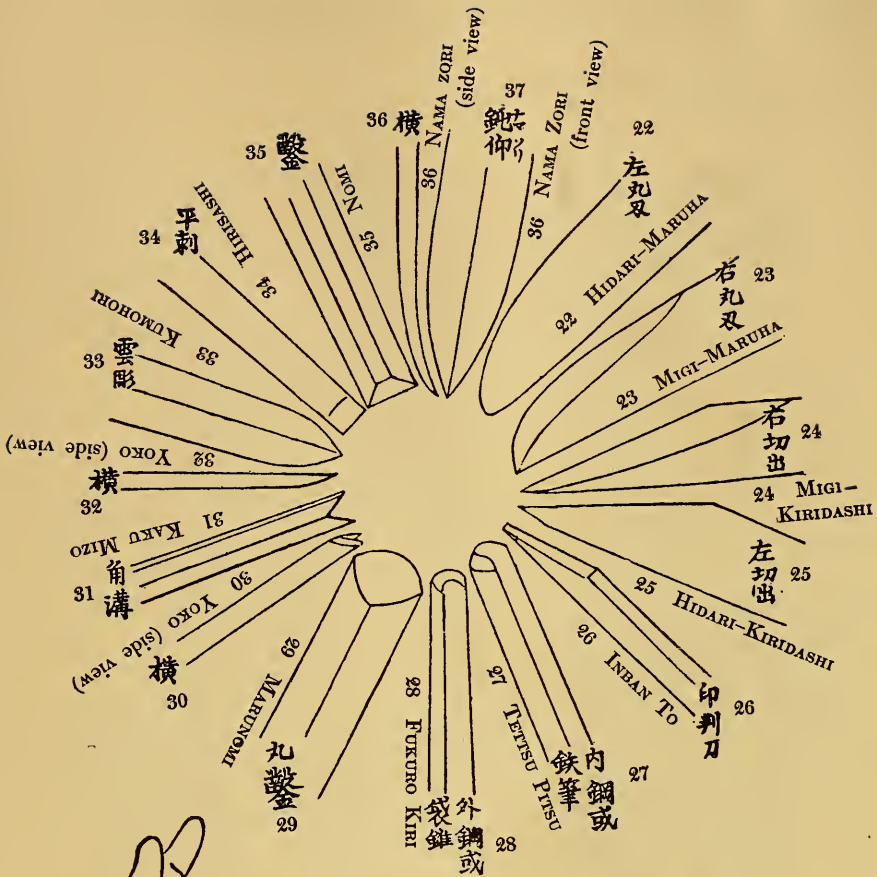 22
左丸刃
22 HIDARI-MARUHA
右丸刃
23
23 MIGI-MARUHA
右切出
24
24 MIGI-
KIRIDASHI
左切出
25
25 HIDARI-KIRIDASHI
印判刀
26
26 INBAN TO
内鋼或
鉄筆
27
27 TETTSU PITSU
外鋼或
袋錐
28
28 FUKURO KIRI
丸鑿
29
29 MARUNOMI
横
30
30 YOKO (side view)
角溝
31
31 KAKU MIZO
横
32
32 YOKO (side view)
雲彫
33
33 KUMOHORI
平刺
34
34 HIRISASHI
鑿
35
35 NOMI
横
36
36 NAMA ZORI
(side view)
37
36 NAMA ZORI
(front view)